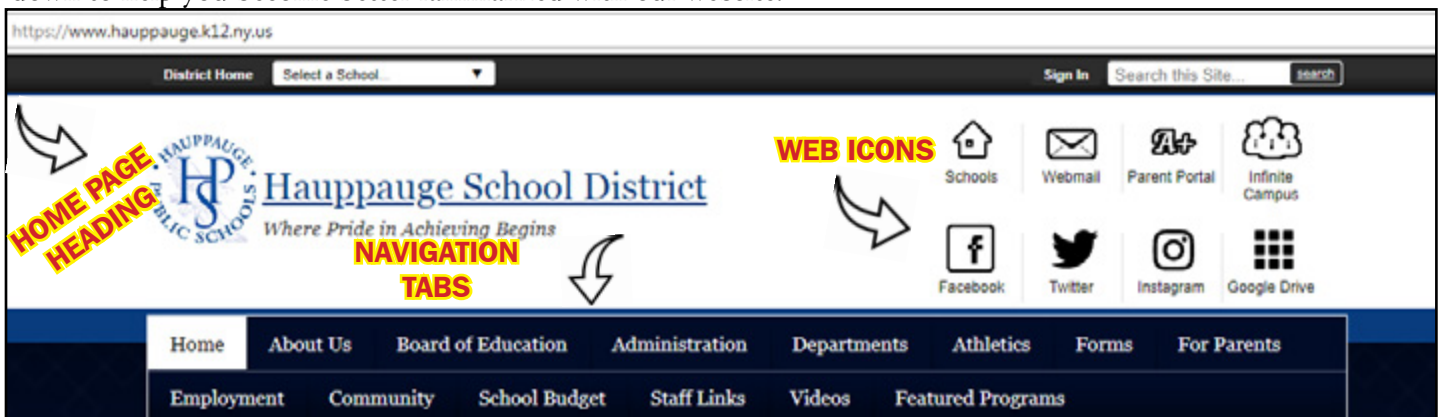 https://www.hauppauge.k12.ny.us
District Home Select a School... Sign In Search this Site... search
HOME PAGE
HEADING
HAUPPAUGE
PUBLIC SCHOOLS
HPS
Hauppauge School District
Where Pride in Achieving Begins
NAVIGATION
TABS
WEB ICONS
Schools Webmail A+ Parent Portal Infinite
Campus
Facebook Twitter Instagram Google Drive
Home About Us Board of Education Administration Departments Athletics Forms For Parents
Employment Community School Budget Staff Links Videos Featured Programs